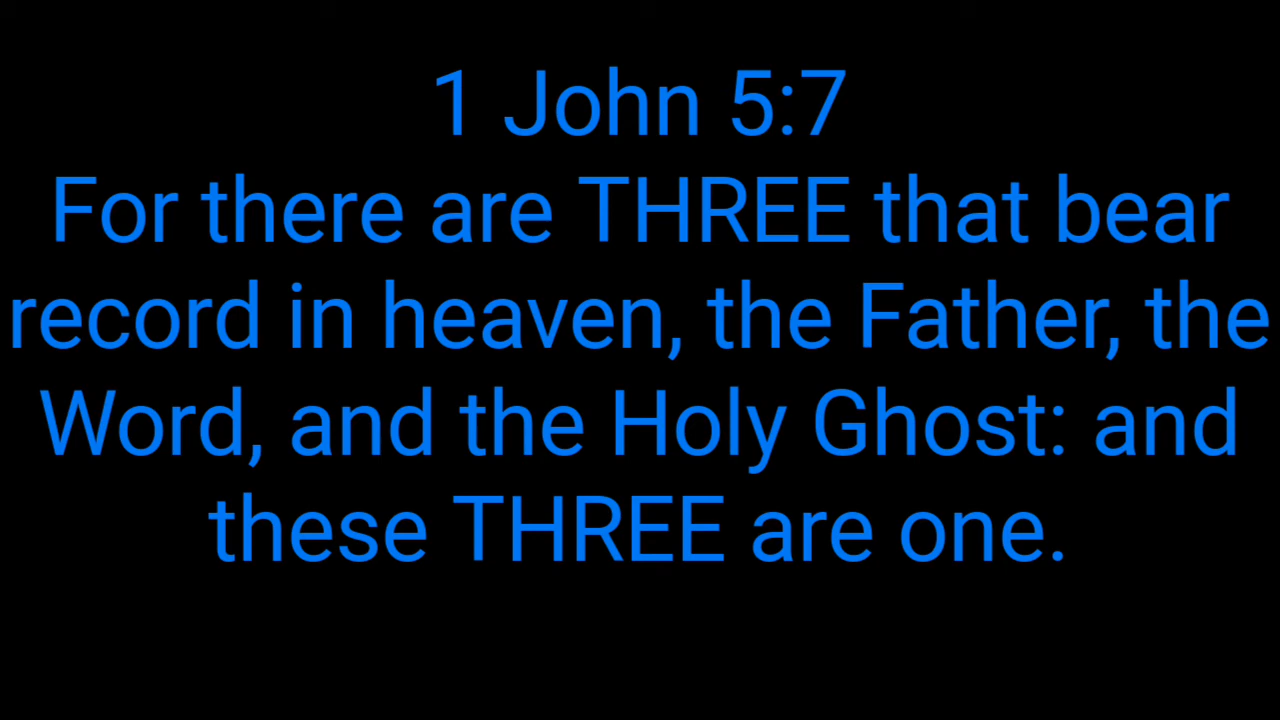 1 John 5:7
For there are THREE that bear
record in heaven, the Father, the
Word, and the Holy Ghost: and
these THREE are one.